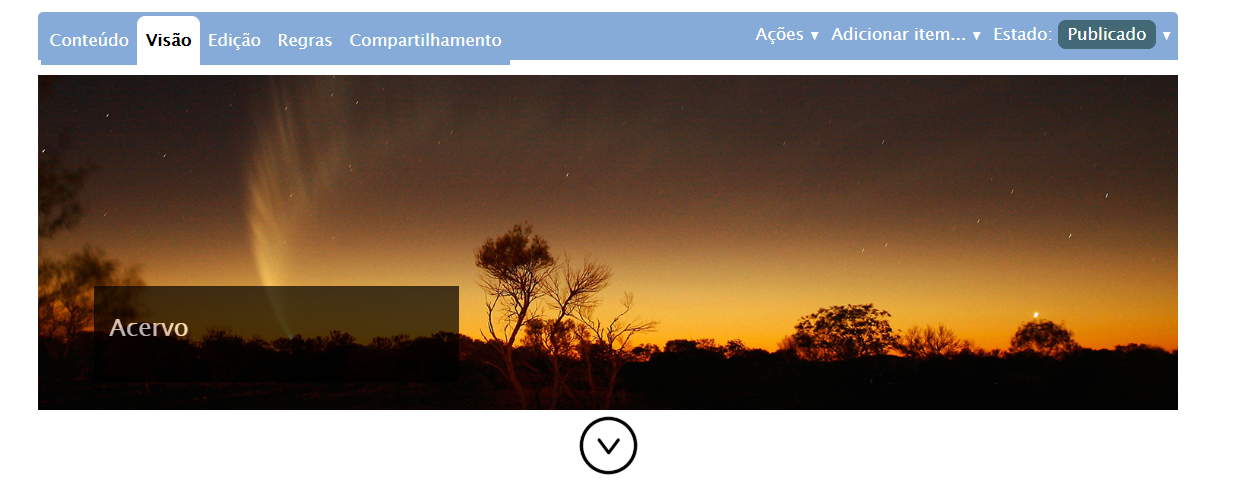 Conteúdo Visão Edição Regras Compartilhamento Ações ▼ Adicionar item... ▼ Estado: Publicado ▼
Acervo